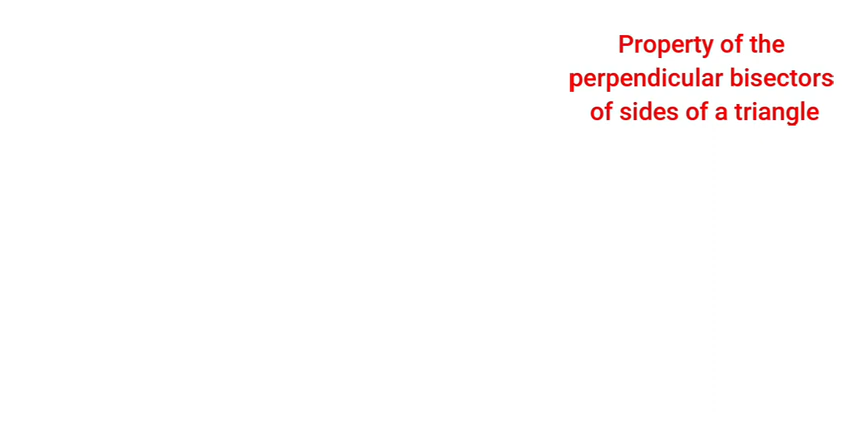 Property of the
perpendicular bisectors
of sides of a triangle